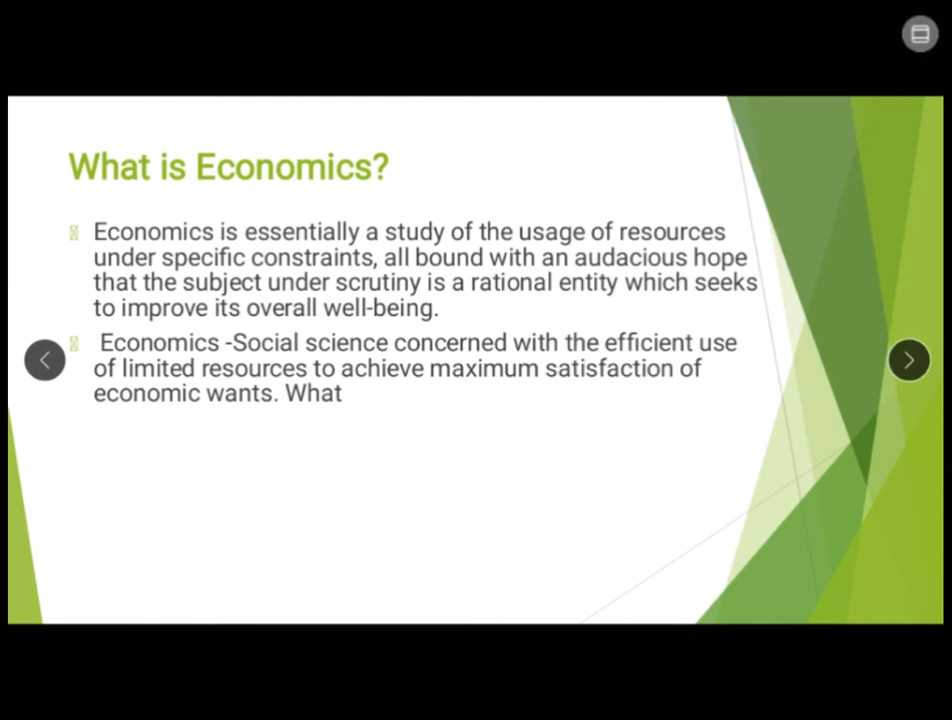 What is Economics?
Economics is essentially a study of the usage of resources
under specific constraints, all bound with an audacious hope
that the subject under scrutiny is a rational entity which seeks
to improve its overall well-being.
Economics -Social science concerned with the efficient use
of limited resources to achieve maximum satisfaction of
economic wants. What